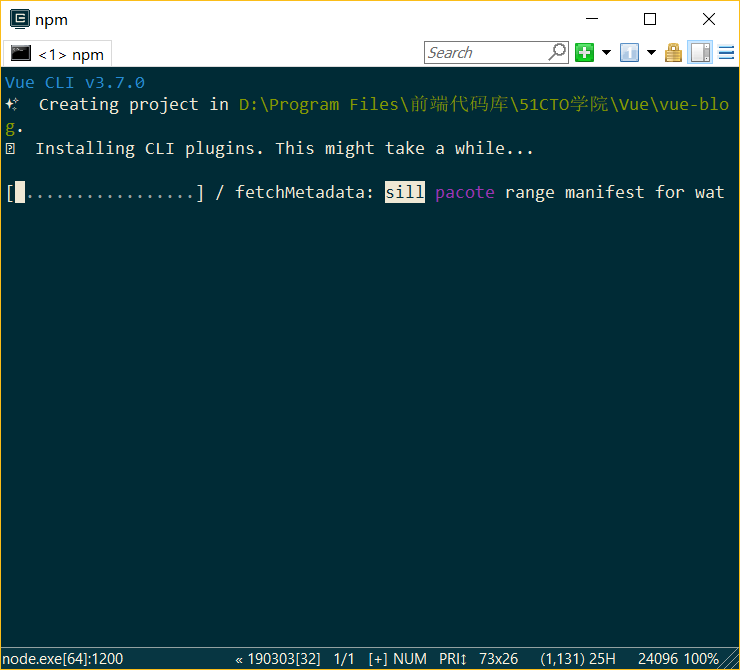 npm
<1> npm
Search
Vue CLI v3.7.0
✨  Creating project in D:\Program Files\前端代码库\51CTO学院\Vue\vue-blo
g.
⍰  Installing CLI plugins. This might take a while...
[ .................] / fetchMetadata: sill pacote range manifest for wat
node.exe[64]:1200
« 190303[32] 1/1 [+] NUM PRI↕ 73x26 (1,131) 25H 24096 100%